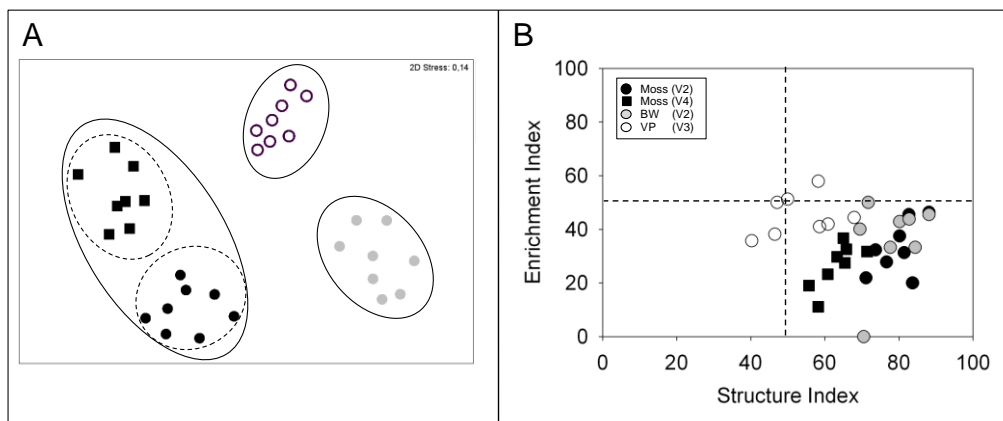 A
2D Stress: 0,14
B
100
80
60
40
20
0
Enrichment Index
Moss (V2)
Moss (V4)
BW (V2)
VP (V3)
0 20 40 60 80 100
Structure Index